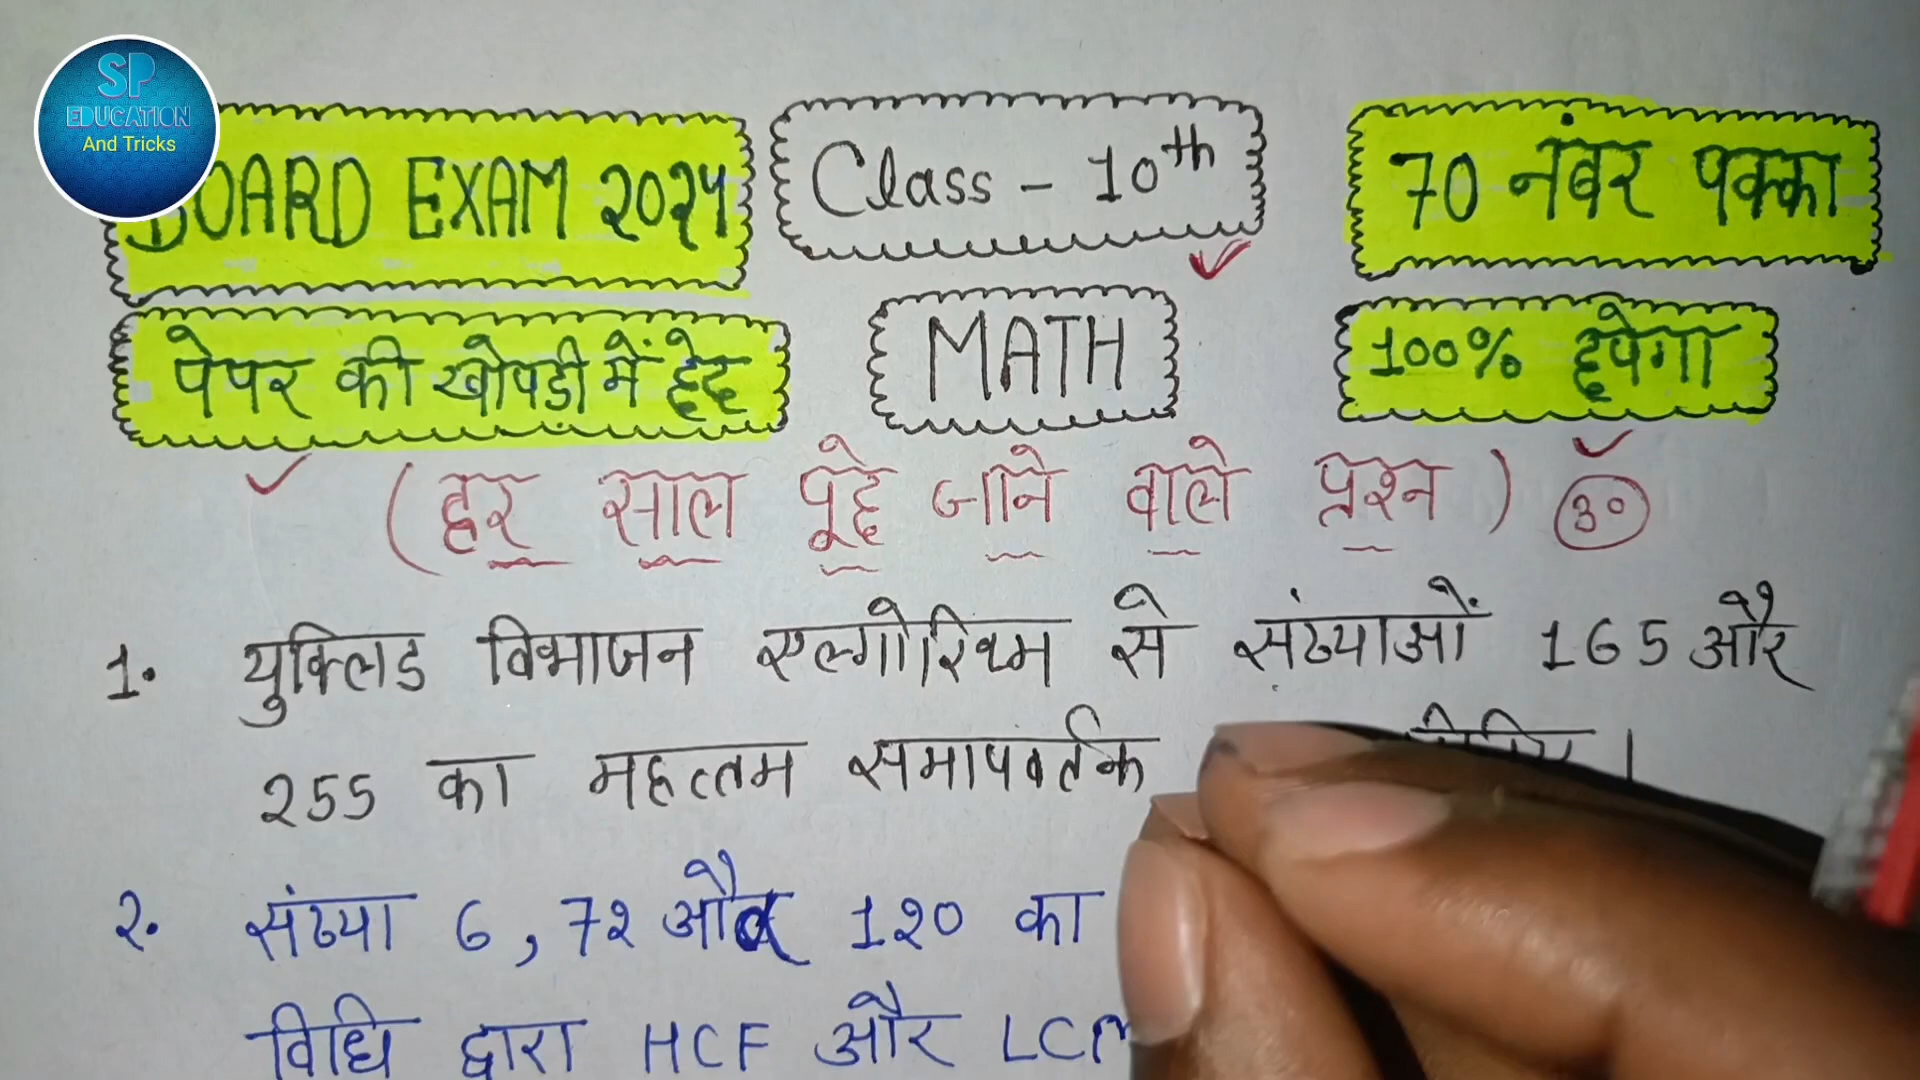 SP
EDUCATION
And Tricks
BOARD EXAM 2024
Class - 10th
70 नंबर पक्का
पेपर की खोपड़ी में छेद
MATH
100% छपेगा
(हर साल पूछे जाने वाले प्रश्न) 30
1. युक्लिड विभाजन एल्गोरिथ्म से संख्याओं 165 और
255 का महत्तम समापवर्तक
2. संख्या 6, 72 और 120 का
विधि द्वारा HCF और LCM